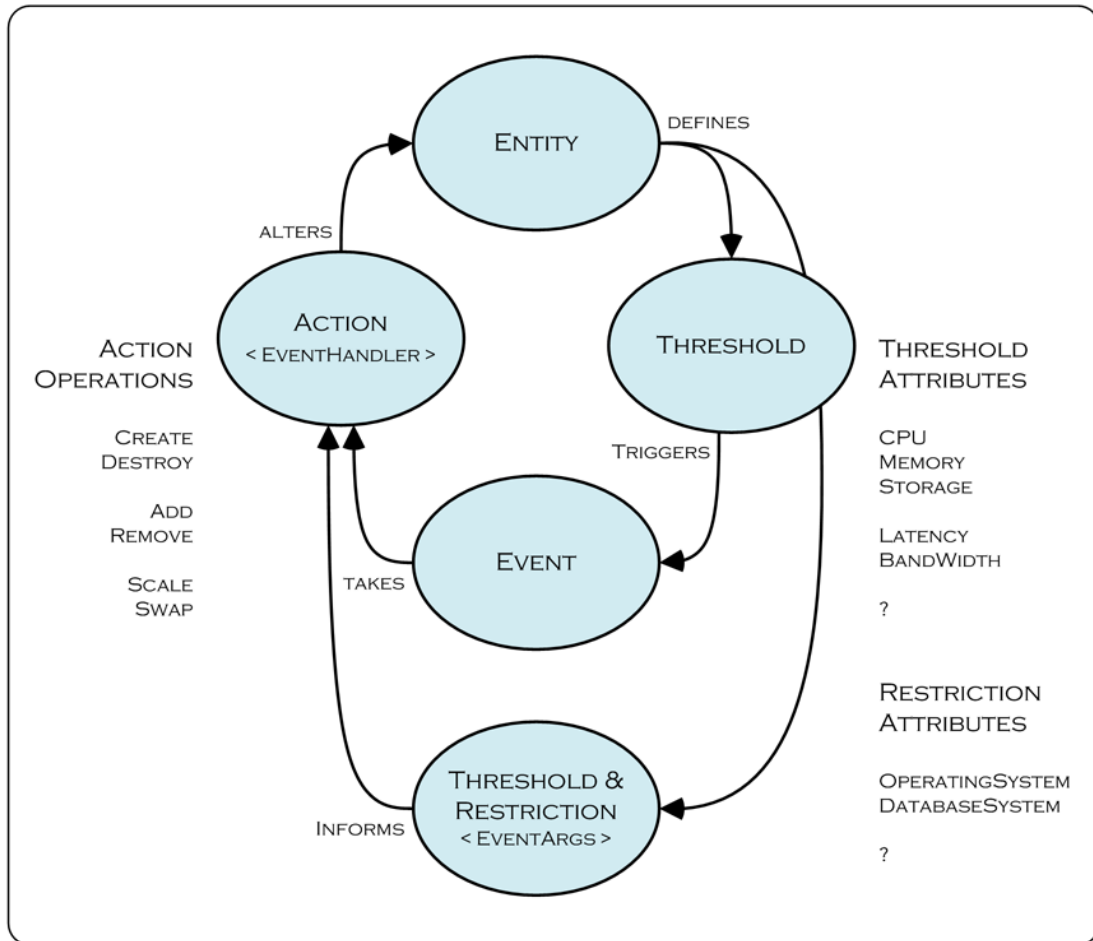 ENTITY
DEFINES
ALTERS
ACTION
< EVENTHANDLER >
THRESHOLD
ACTION
OPERATIONS
CREATE
DESTROY
ADD
REMOVE
SCALE
SWAP
THRESHOLD
ATTRIBUTES
CPU
MEMORY
STORAGE
LATENCY
BANDWIDTH
?
TRIGGERS
EVENT
TAKES
RESTRICTION
ATTRIBUTES
OPERATINGSYSTEM
DATABASESYSTEM
?
THRESHOLD &
RESTRICTION
< EVENTARGS >
INFORMS